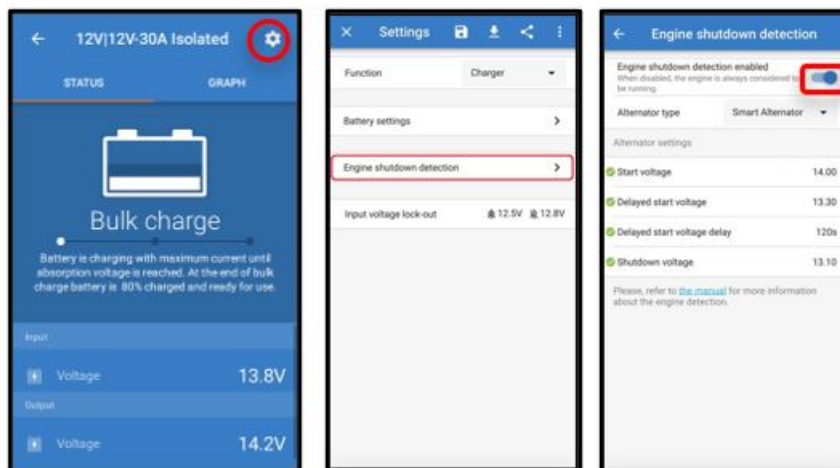 12V|12V-30A Isolated
STATUS GRAPH
Bulk charge
Battery is charging with maximum current until
absorption voltage is reached. At the end of bulk
charge battery is 80% charged and ready for use.
Input
Voltage 13.8V
Output
Voltage 14.2V
Settings
Function Charger
Battery settings
Engine shutdown detection
Input voltage lock-out 12.5V 12.8V
Engine shutdown detection
Engine shutdown detection enabled
When disabled, the engine is always considered to
be running.
Alternator type Smart Alternator
Alternator settings
Start voltage 14.00
Delayed start voltage 13.30
Delayed start voltage delay 120s
Shutdown voltage 13.10
Please, refer to the manual for more information
about the engine detection.